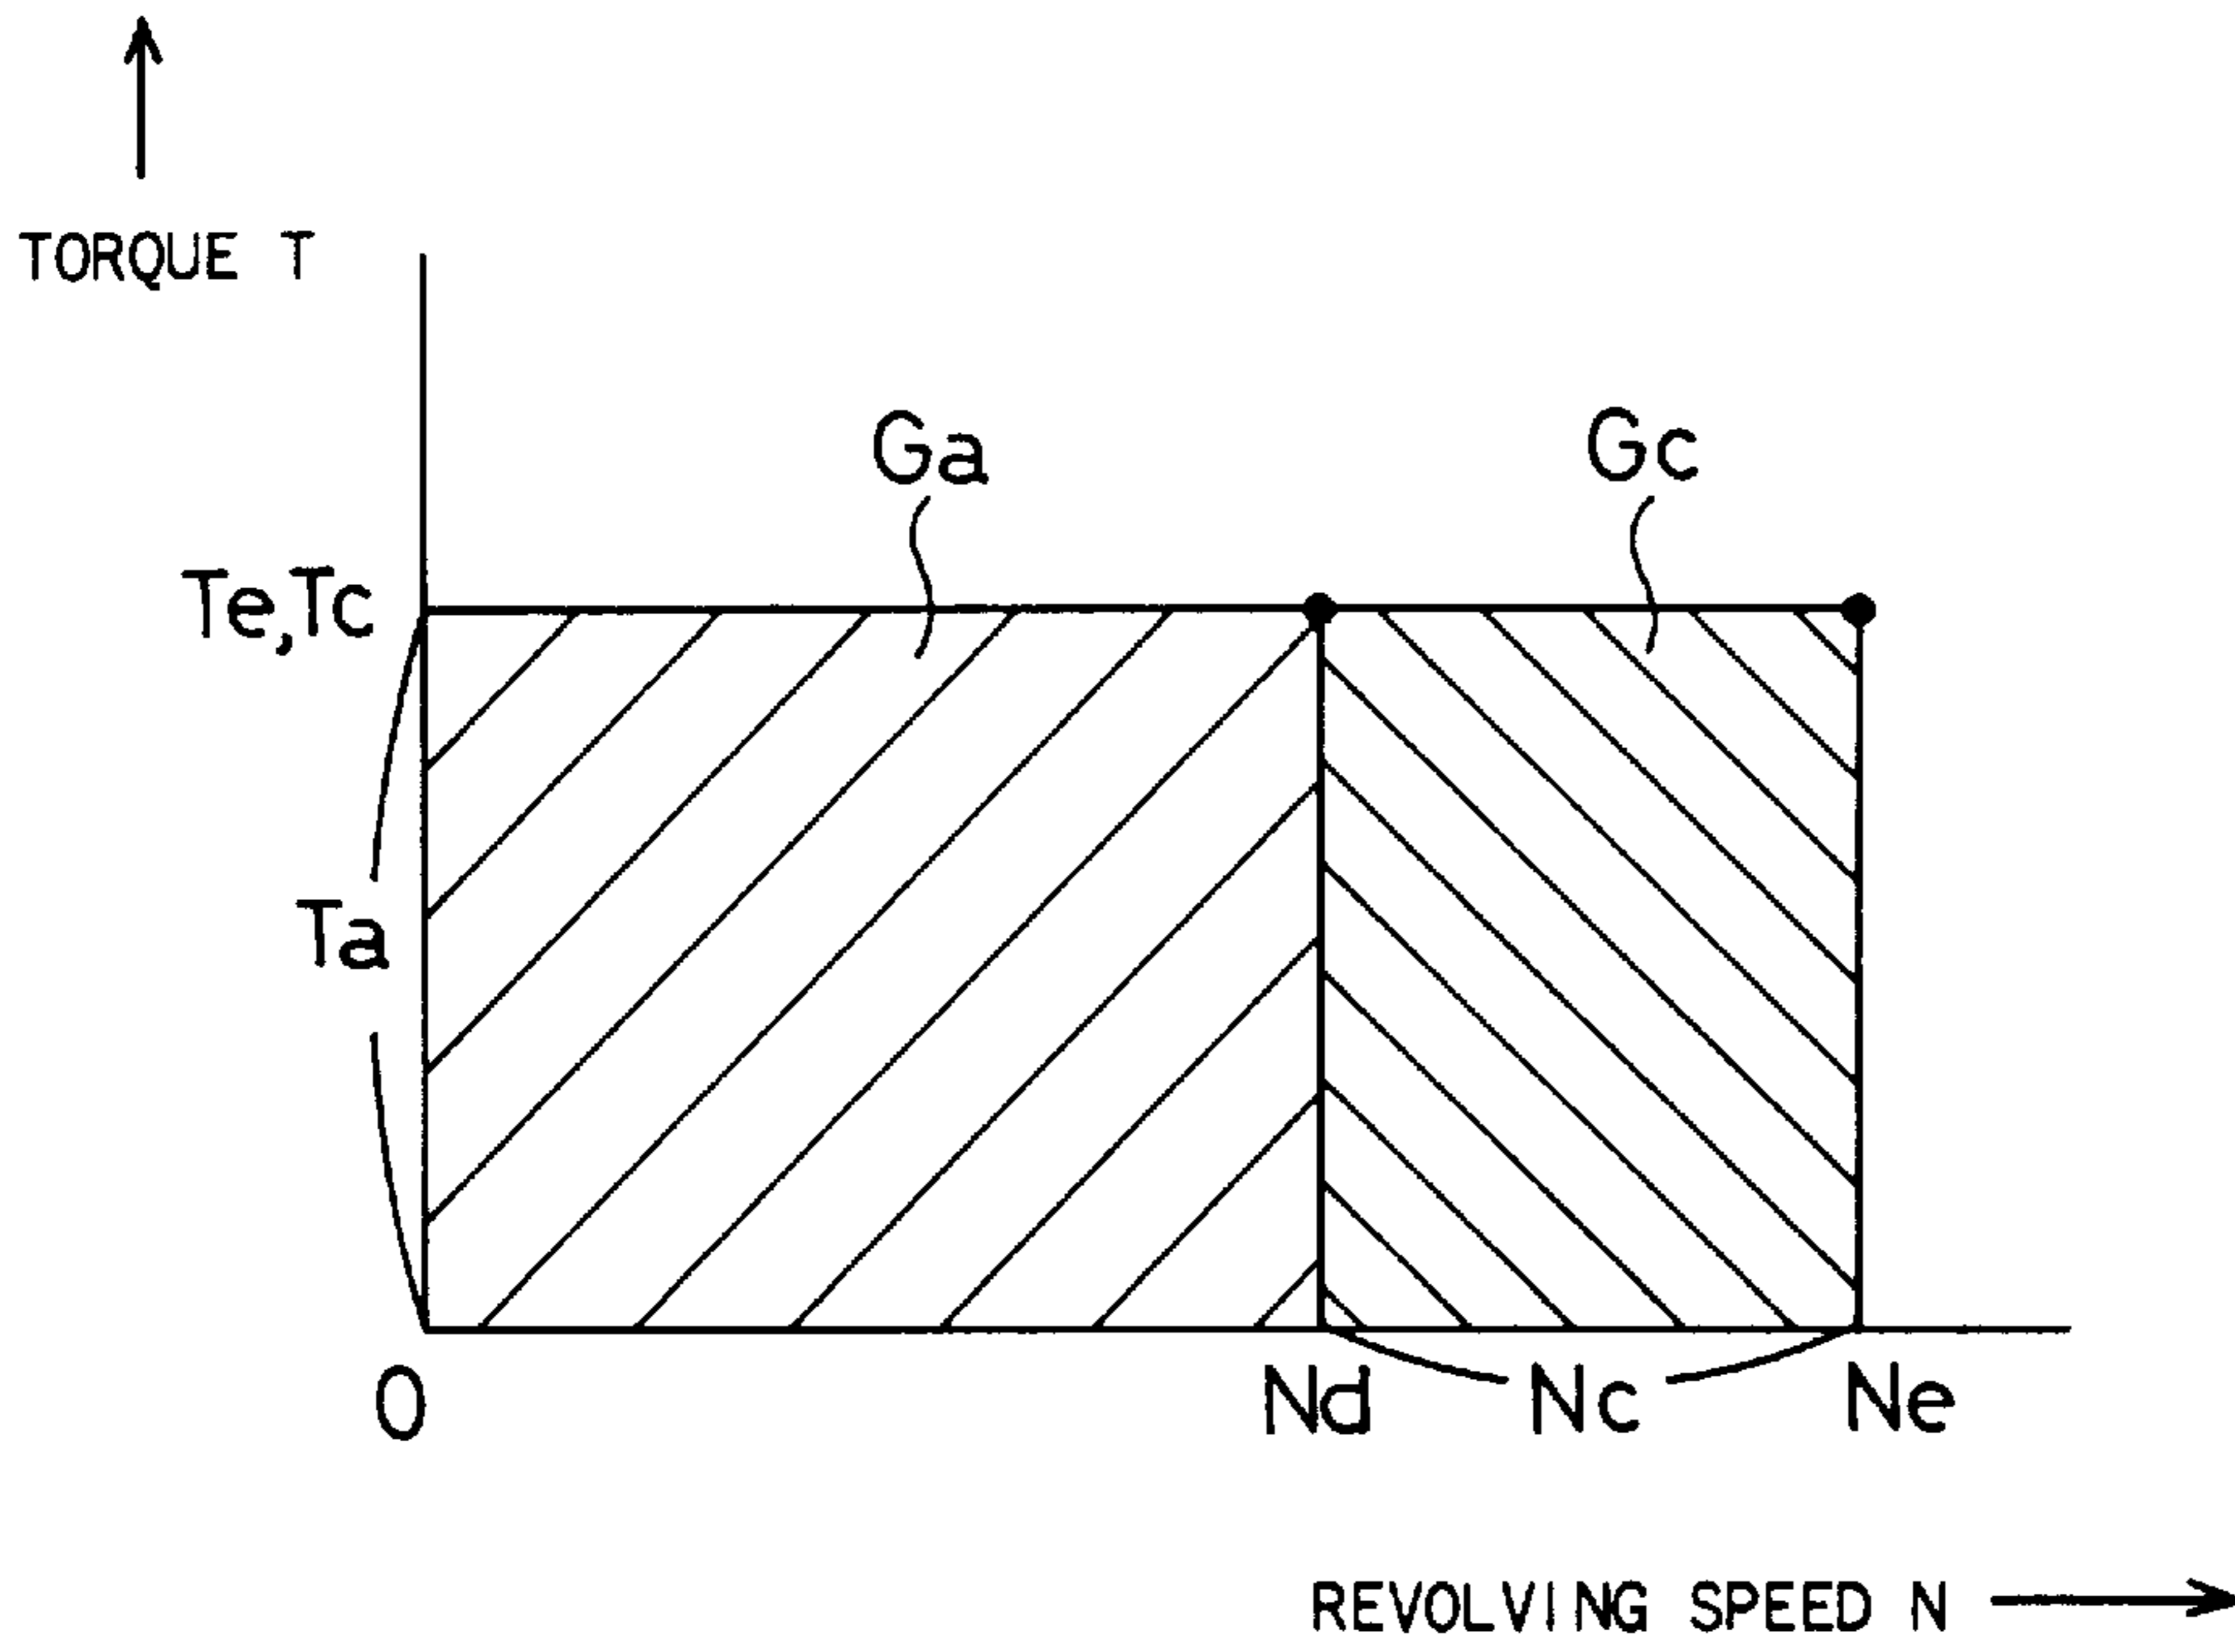 TORQUE T
Ga Gc
Te,Tc
Ta
0 Nd Nc Ne
REVOLVING SPEED N